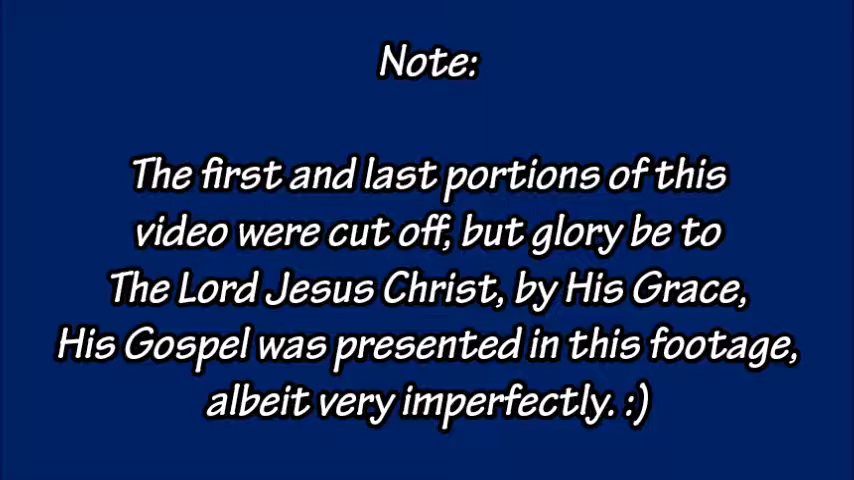 Note:
The first and last portions of this
video were cut off, but glory be to
The Lord Jesus Christ, by His Grace,
His Gospel was presented in this footage,
albeit very imperfectly. :)